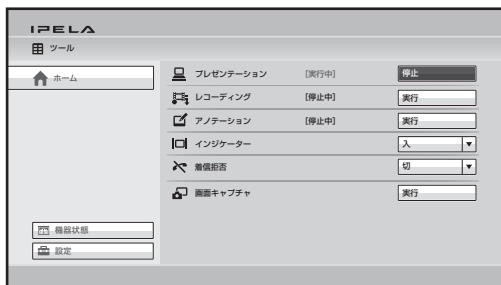 IPELA
ツール
ホーム
プレゼンテーション [実行中] 停止
レコーディング [停止中] 実行
アノテーション [停止中] 実行
インジケーター 入
着信拒否 切
画面キャプチャ 実行
機器状態
設定